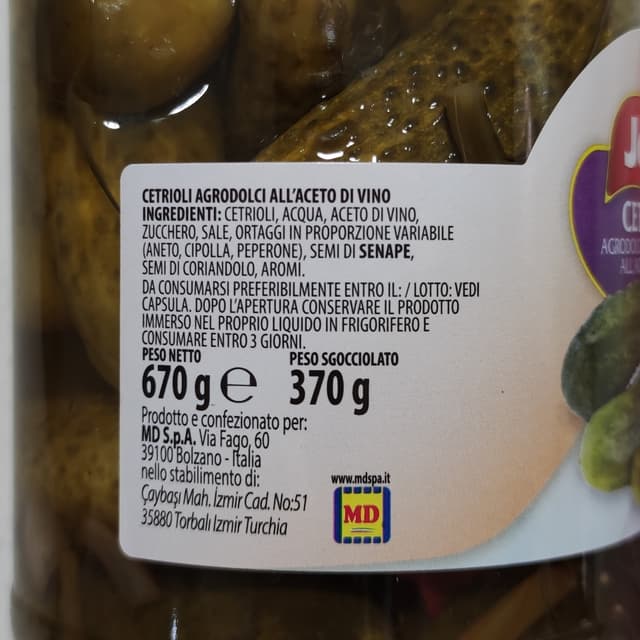 CETRIOLI AGRODOLCI ALL'ACETO DI VINO
INGREDIENTI: CETRIOLI, ACQUA, ACETO DI VINO,
ZUCCHERO, SALE, ORTAGGI IN PROPORZIONE VARIABILE
(ANETO, CIPOLLA, PEPERONE), SEMI DI SENAPE,
SEMI DI CORIANDOLO, AROMI.
DA CONSUMARSI PREFERIBILMENTE ENTRO IL: / LOTTO: VEDI
CAPSULA. DOPO L'APERTURA CONSERVARE IL PRODOTTO
IMMERSO NEL PROPRIO LIQUIDO IN FRIGORIFERO E
CONSUMARE ENTRO 3 GIORNI.
PESO NETTO PESO SGOCCIOLATO
670 g e 370 g
Prodotto e confezionato per:
MD S.p.A. Via Fago, 60
39100 Bolzano - Italia
nello stabilimento di:
Çaybaşı Mah. İzmir Cad. No:51
35880 Torbalı İzmir Turchia
www.mdspa.it
MD